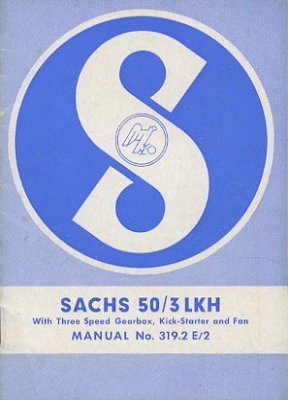 S
SACHS 50/3 LKH
With Three Speed Gearbox, Kick-Starter and Fan
MANUAL No. 319.2 E/2